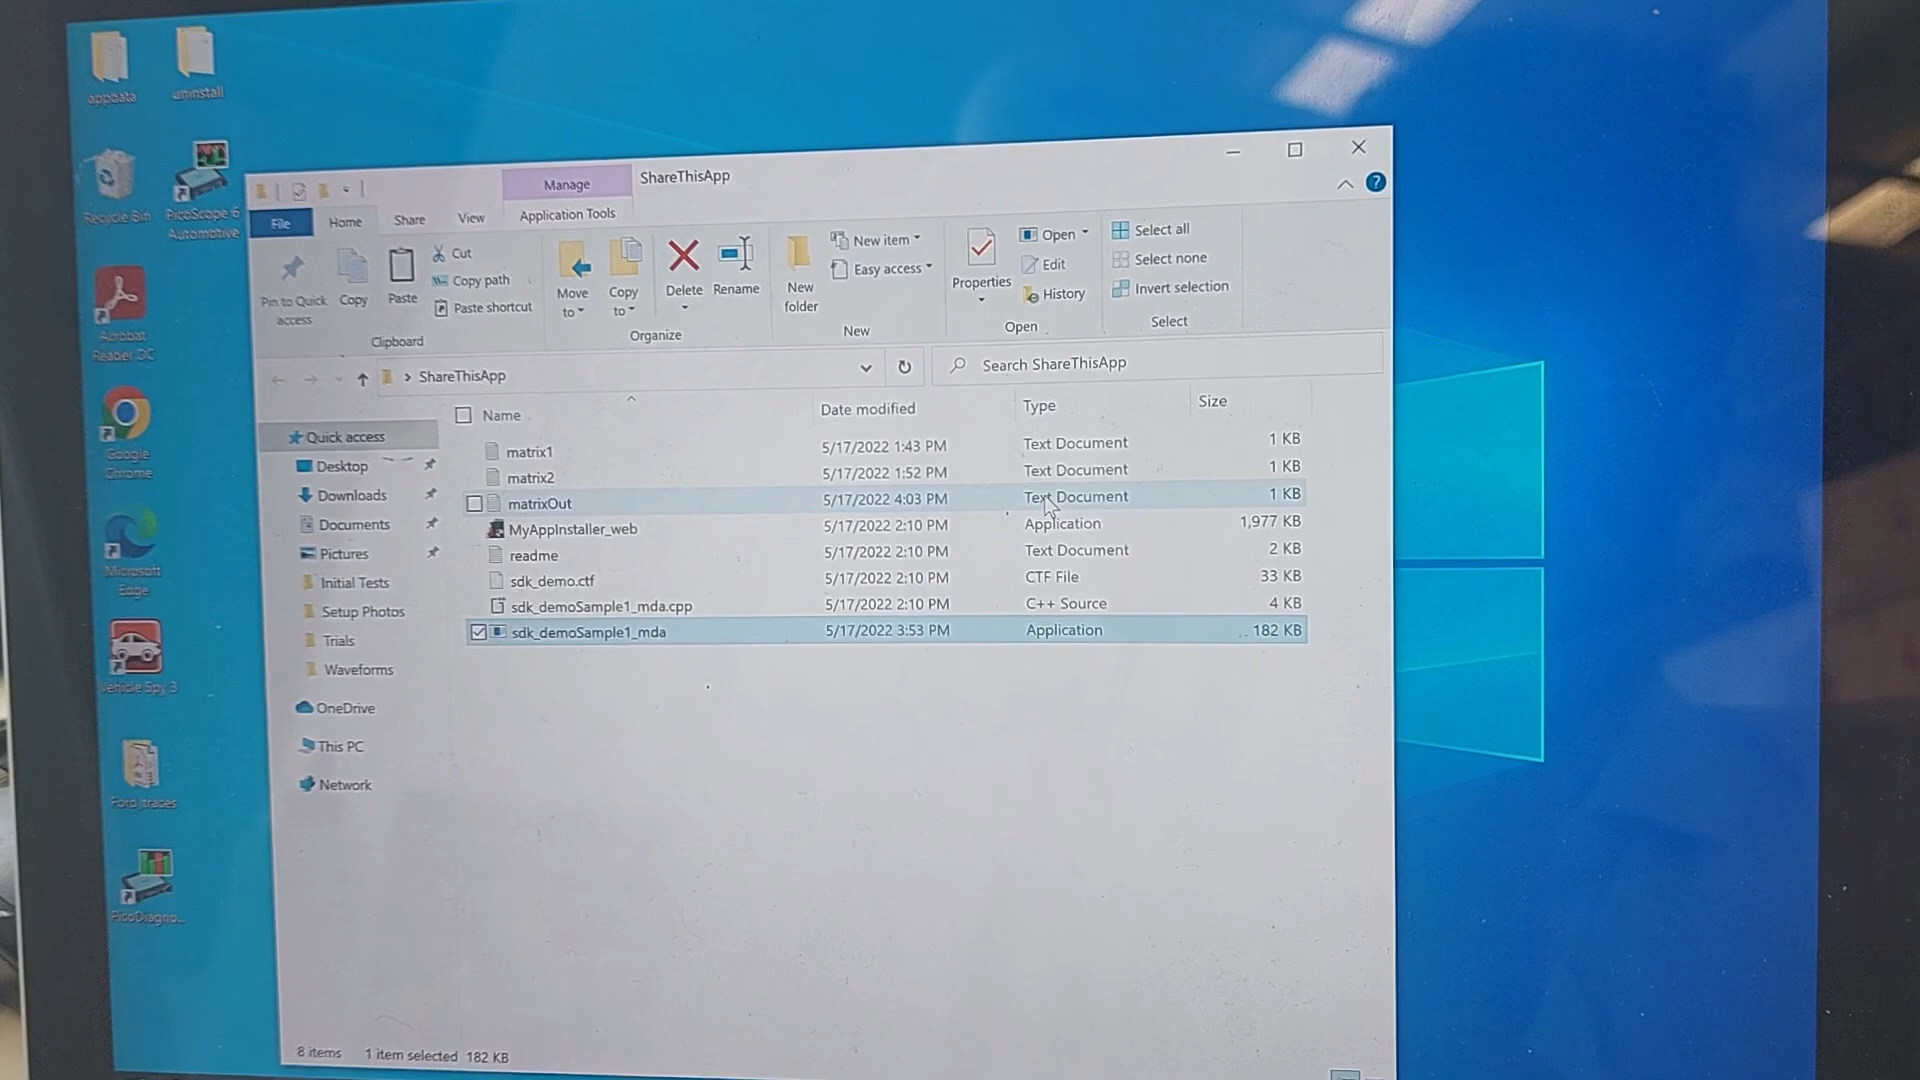 appdata
uninstall
Recycle Bin
PicoScope 6
Automotive
Acrobat
Reader DC
Google
Chrome
Microsoft
Edge
Vehicle Spy 3
Ford_traces
PicoDiagno...
Manage
ShareThisApp
File
Home
Share
View
Application Tools
Pin to Quick
access
Copy
Paste
Cut
Copy path
Paste shortcut
Clipboard
Move
to
Copy
to
Delete
Rename
Organize
New
folder
New item
Easy access
New
Properties
Open
Edit
History
Open
Select all
Select none
Invert selection
Select
ShareThisApp
Search ShareThisApp
Name Date modified Type Size
matrix1 5/17/2022 1:43 PM Text Document 1 KB
matrix2 5/17/2022 1:52 PM Text Document 1 KB
matrixOut 5/17/2022 4:03 PM Text Document 1 KB
MyAppInstaller_web 5/17/2022 2:10 PM Application 1,977 KB
readme 5/17/2022 2:10 PM Text Document 2 KB
sdk_demo.ctf 5/17/2022 2:10 PM CTF File 33 KB
sdk_demoSample1_mda.cpp 5/17/2022 2:10 PM C++ Source 4 KB
sdk_demoSample1_mda 5/17/2022 3:53 PM Application 182 KB
Quick access
Desktop
Downloads
Documents
Pictures
Initial Tests
Setup Photos
Trials
Waveforms
OneDrive
This PC
Network
8 items 1 item selected 182 KB